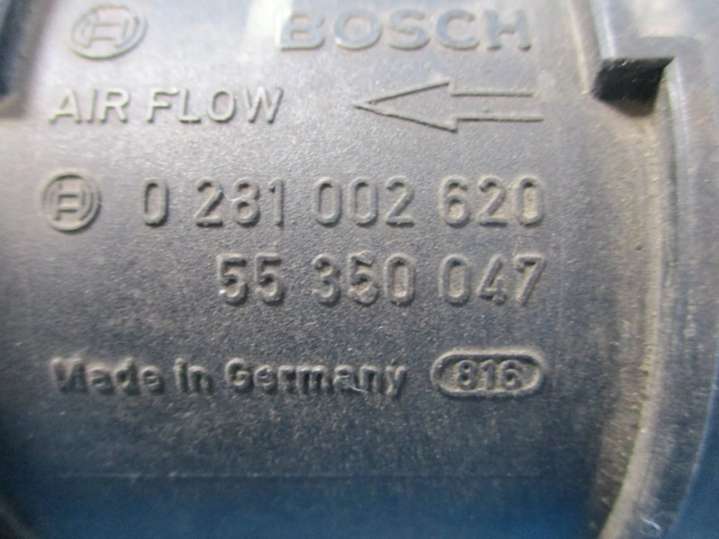 BOSCH
AIR FLOW
0 281 002 620
55 350 047
Made in Germany 816